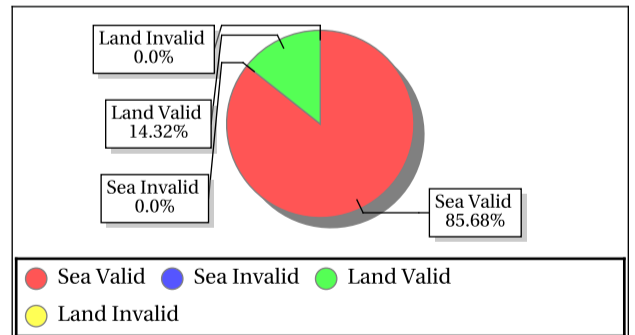 Land Invalid
0.0%
Land Valid
14.32%
Sea Invalid
0.0%
Sea Valid
85.68%
Sea Valid Sea Invalid Land Valid
Land Invalid